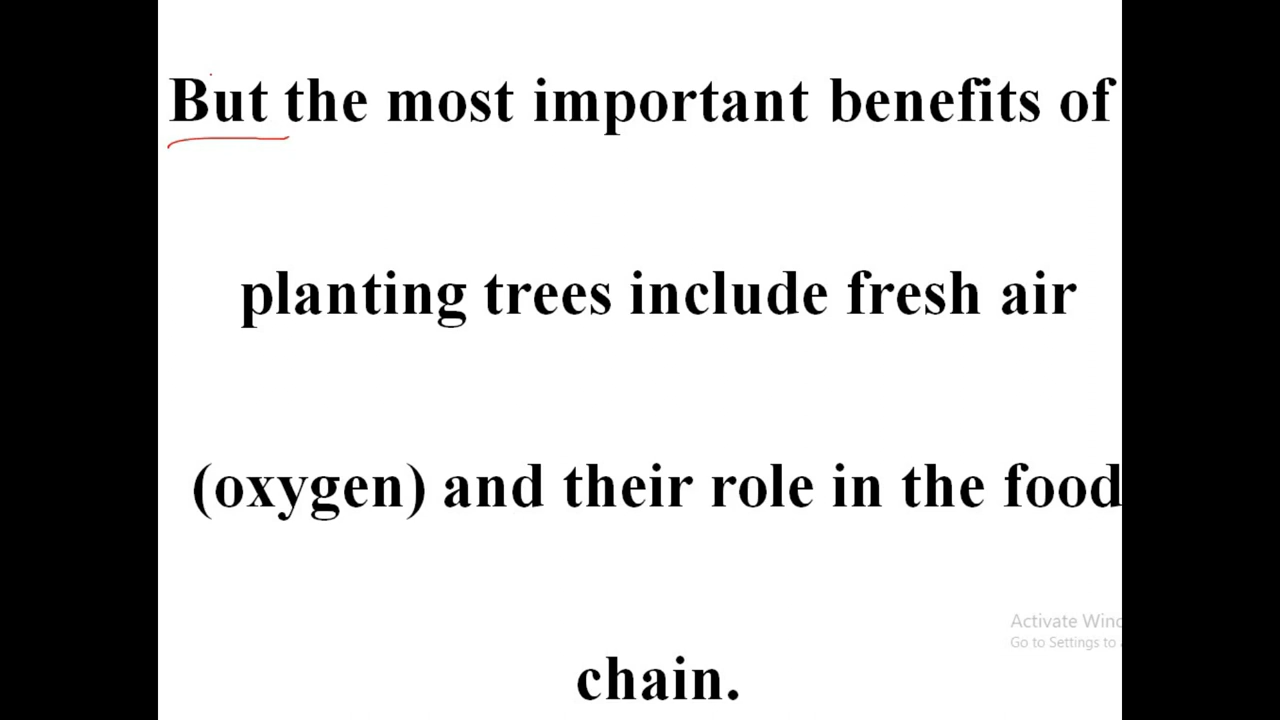 But the most important benefits of
planting trees include fresh air
(oxygen) and their role in the food
chain.
Activate Wind
Go to Settings to